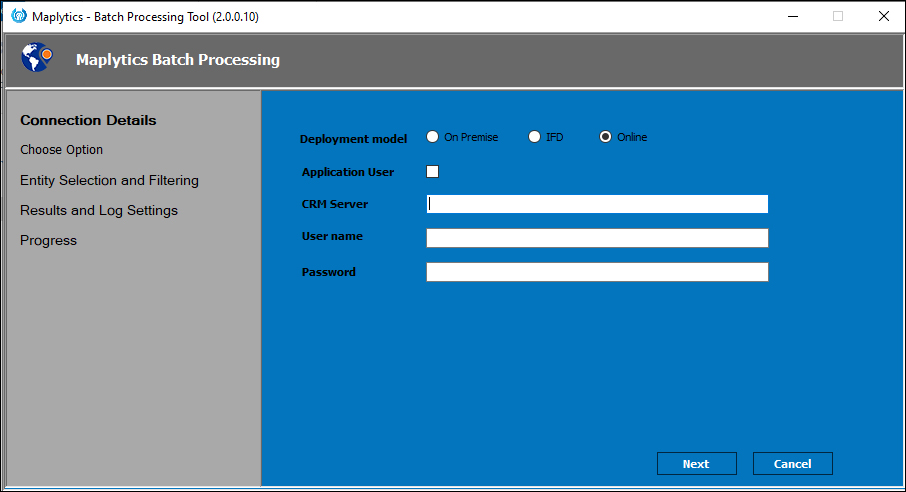 Maplytics - Batch Processing Tool (2.0.0.10)
Maplytics Batch Processing
Connection Details
Choose Option
Entity Selection and Filtering
Results and Log Settings
Progress
Deployment model On Premise IFD Online
Application User
CRM Server
User name
Password
Next Cancel